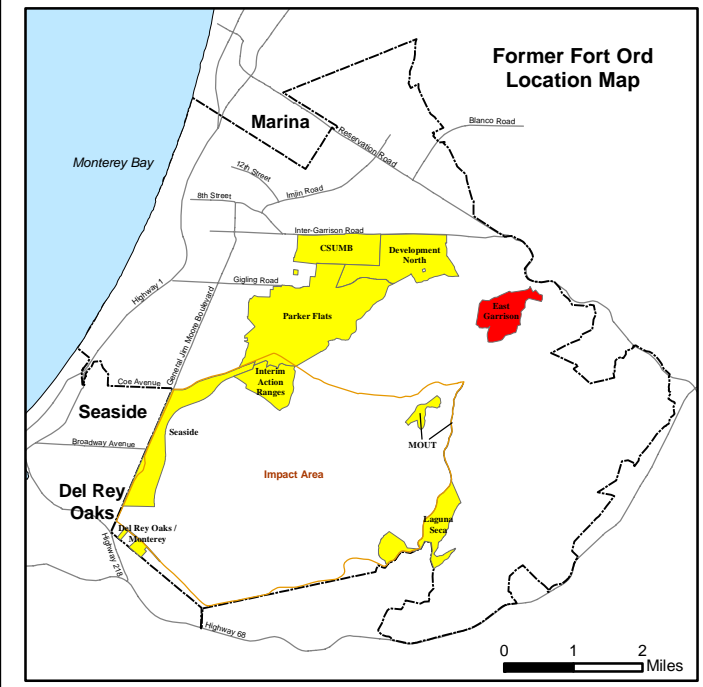 Former Fort Ord
Location Map
Marina
Blanco Road
Reservation Road
Monterey Bay
12th Street
Imjin Road
8th Street
Inter-Garrison Road
CSUMB
Development
North
Gigling Road
Highway 1
General Jim Moore Boulevard
East
Garrison
Parker Flats
Coe Avenue
Interim
Action
Ranges
Seaside
Seaside
Broadway Avenue
MOUT
Impact Area
Del Rey
Oaks
Del Rey Oaks /
Monterey
Laguna
Seca
Highway 218
Highway 68
0 1 2
Miles